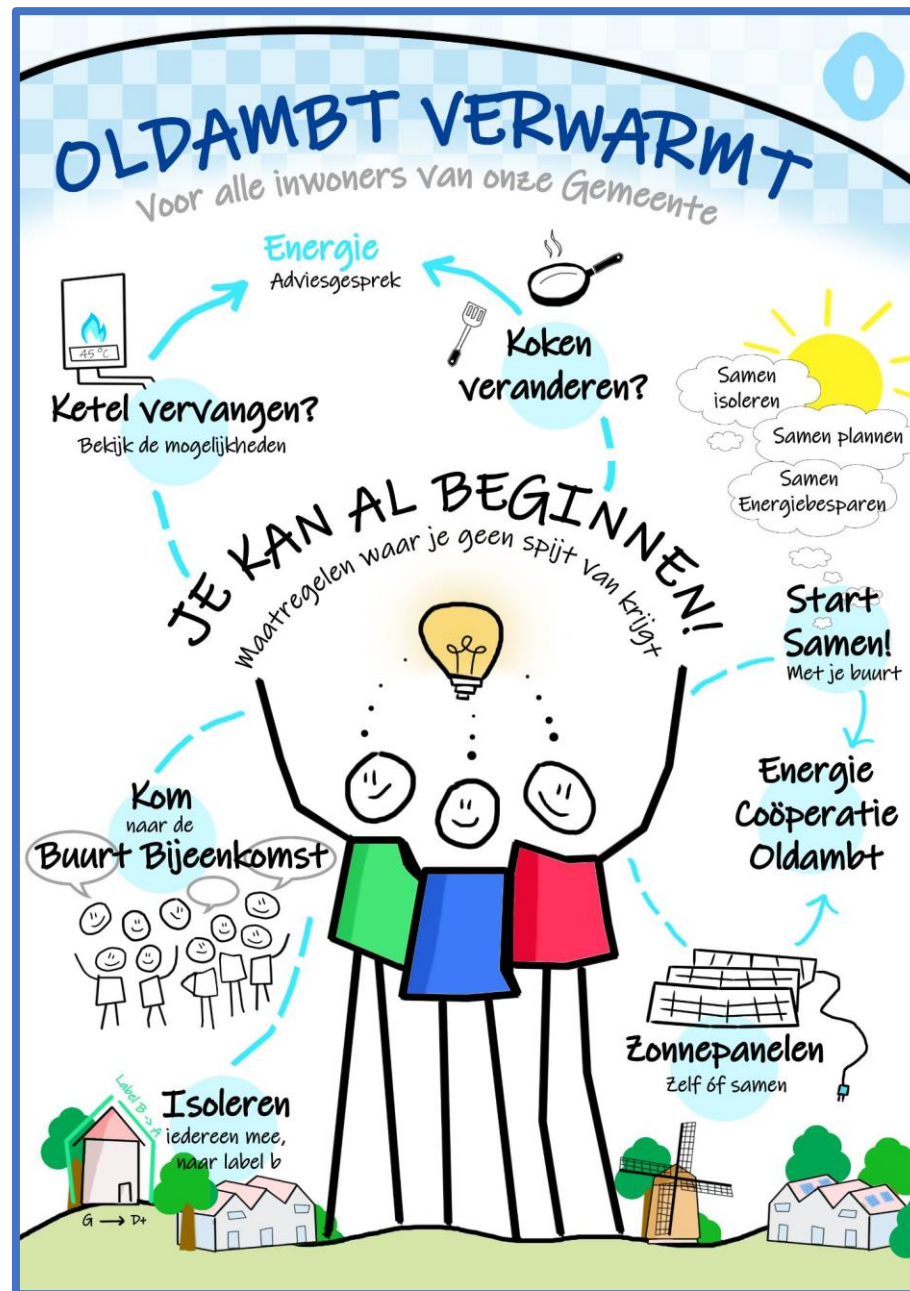 OLDAMBT VERWARMT
Voor alle inwoners van onze Gemeente
Energie
Adviesgesprek
45 °C
Ketel vervangen?
Bekijk de mogelijkheden
Koken
veranderen?
Samen
isoleren
Samen plannen
Samen
Energiebesparen
JE KAN AL BEGINNEN!
Maatregelen waar je geen spijt van krijgt
Start
Samen!
Met je buurt
Kom
naar de
Buurt Bijeenkomst
Energie
Coöperatie
Oldambt
Zonnepanelen
Zelf óf samen
Isoleren
iedereen mee,
naar label b
Label B -> A
G → D+